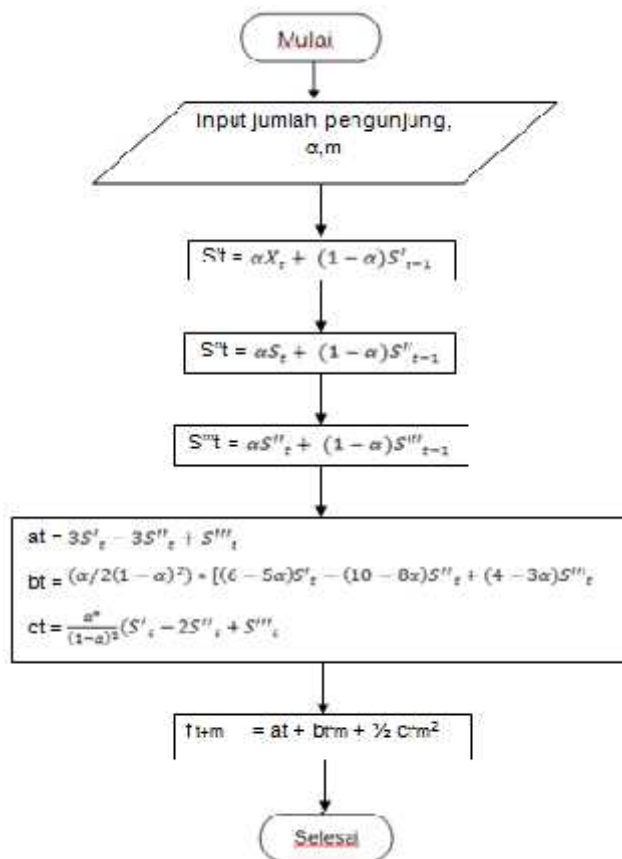 Mulai
Input jumlah pengunjung,
α,m
S't = αX_t + (1 − α)S'_{t−1}
S"t = αS_t + (1 − α)S''_{t−1}
S'''t = αS''_t + (1 − α)S'''_{t−1}
at = 3S'_t − 3S''_t + S'''_t
bt = (α/2(1 − α)²) * [(6 − 5α)S'_t − (10 − 8α)S''_t + (4 − 3α)S'''_t
ct = α²/(1−α)² (S'_t − 2S''_t + S'''_t
ft+m = at + bt*m + ½ ct*m²
Selesai